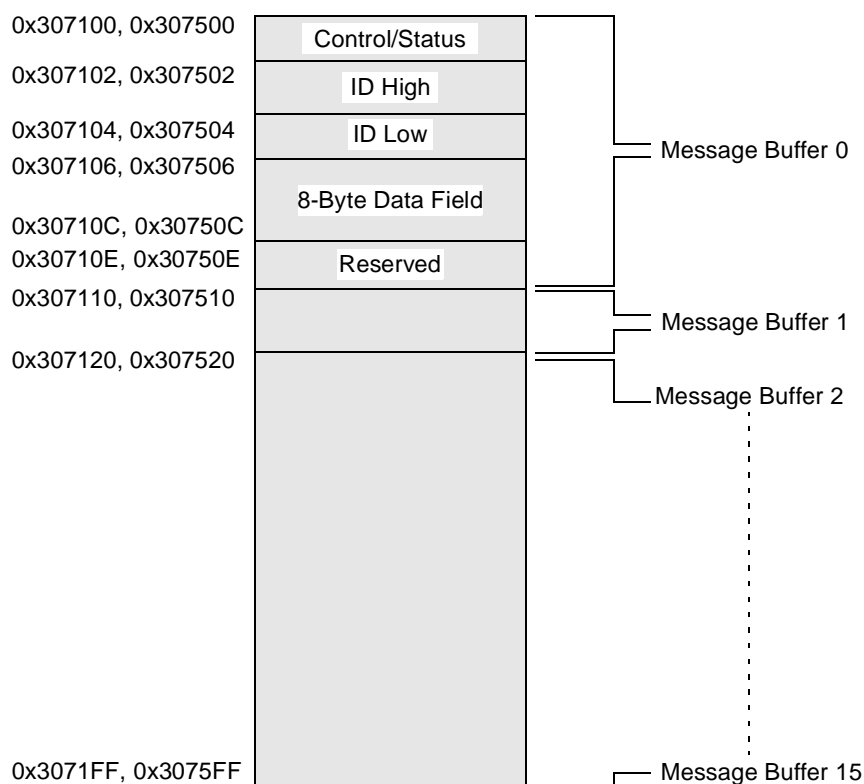 0x307100, 0x307500
Control/Status
0x307102, 0x307502
ID High
0x307104, 0x307504
ID Low
Message Buffer 0
0x307106, 0x307506
8-Byte Data Field
0x30710C, 0x30750C
0x30710E, 0x30750E
Reserved
0x307110, 0x307510
Message Buffer 1
0x307120, 0x307520
Message Buffer 2
0x3071FF, 0x3075FF
Message Buffer 15